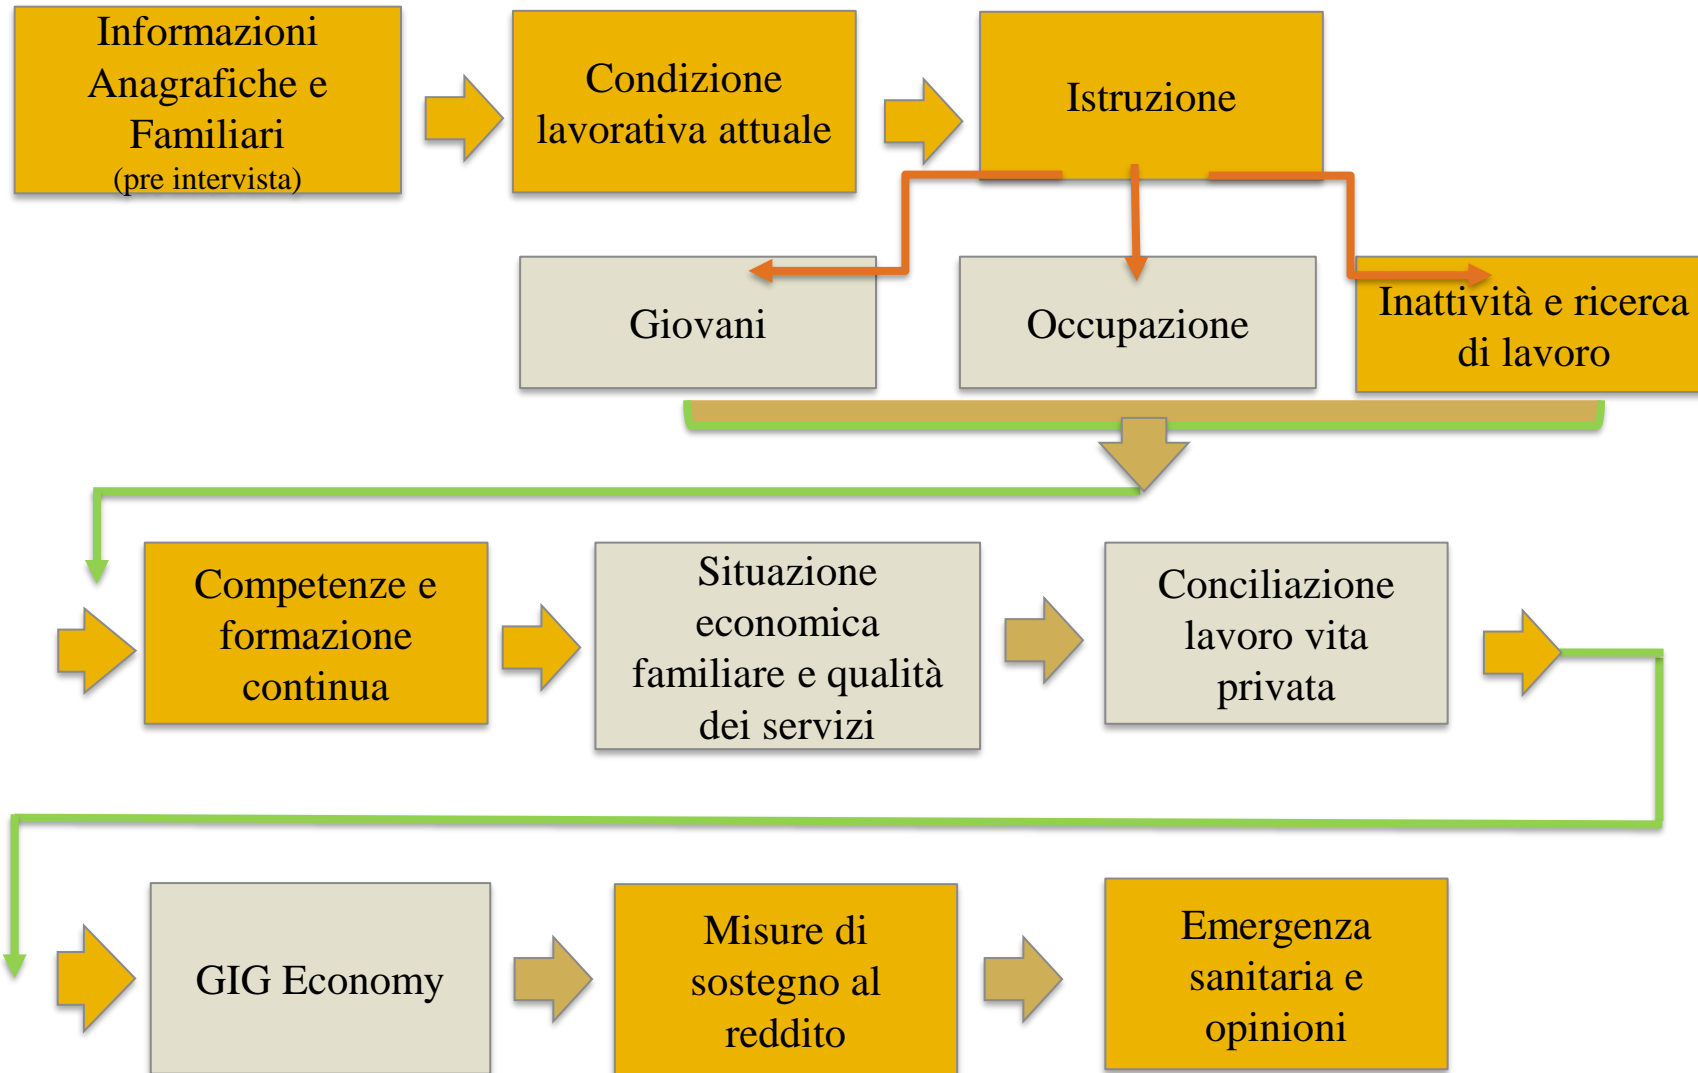 Informazioni
Anagrafiche e
Familiari
(pre intervista)
Condizione
lavorativa attuale
Istruzione
Giovani
Occupazione
Inattività e ricerca
di lavoro
Competenze e
formazione
continua
Situazione
economica
familiare e qualità
dei servizi
Conciliazione
lavoro vita
privata
GIG Economy
Misure di
sostegno al
reddito
Emergenza
sanitaria e
opinioni